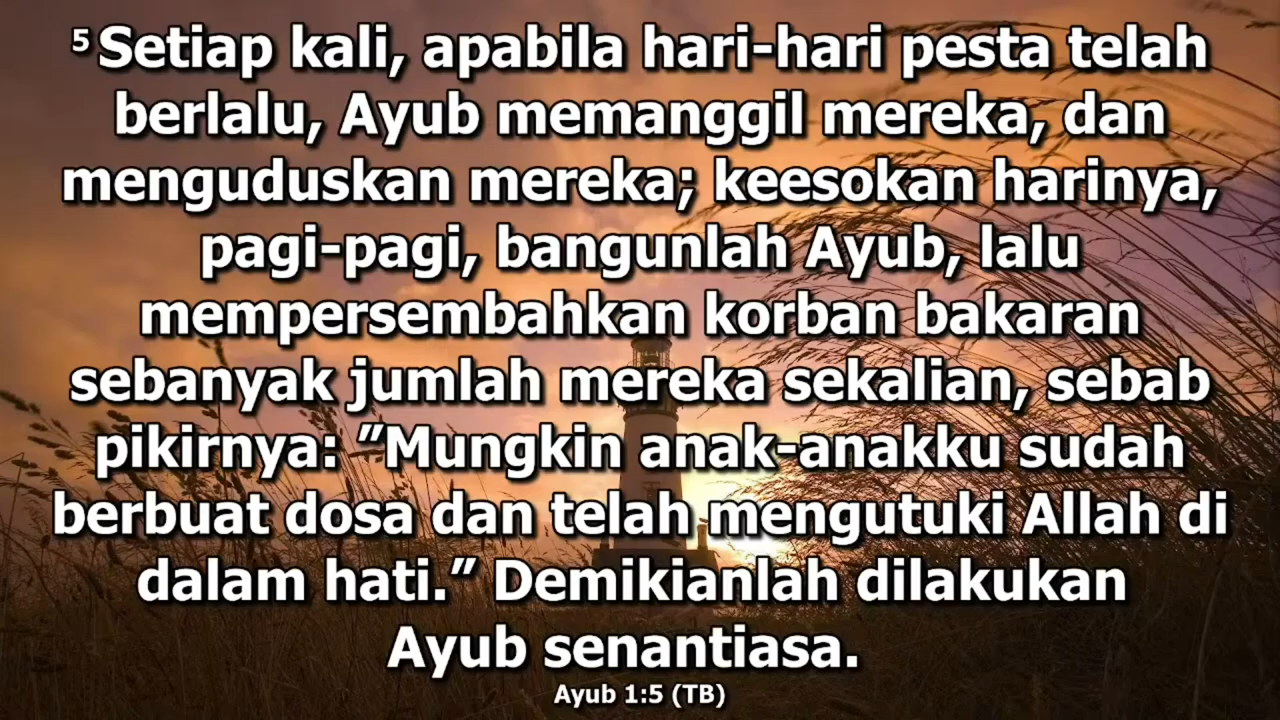 ⁵ Setiap kali, apabila hari-hari pesta telah
berlalu, Ayub memanggil mereka, dan
menguduskan mereka; keesokan harinya,
pagi-pagi, bangunlah Ayub, lalu
mempersembahkan korban bakaran
sebanyak jumlah mereka sekalian, sebab
pikirnya: ”Mungkin anak-anakku sudah
berbuat dosa dan telah mengutuki Allah di
dalam hati.” Demikianlah dilakukan
Ayub senantiasa.
Ayub 1:5 (TB)